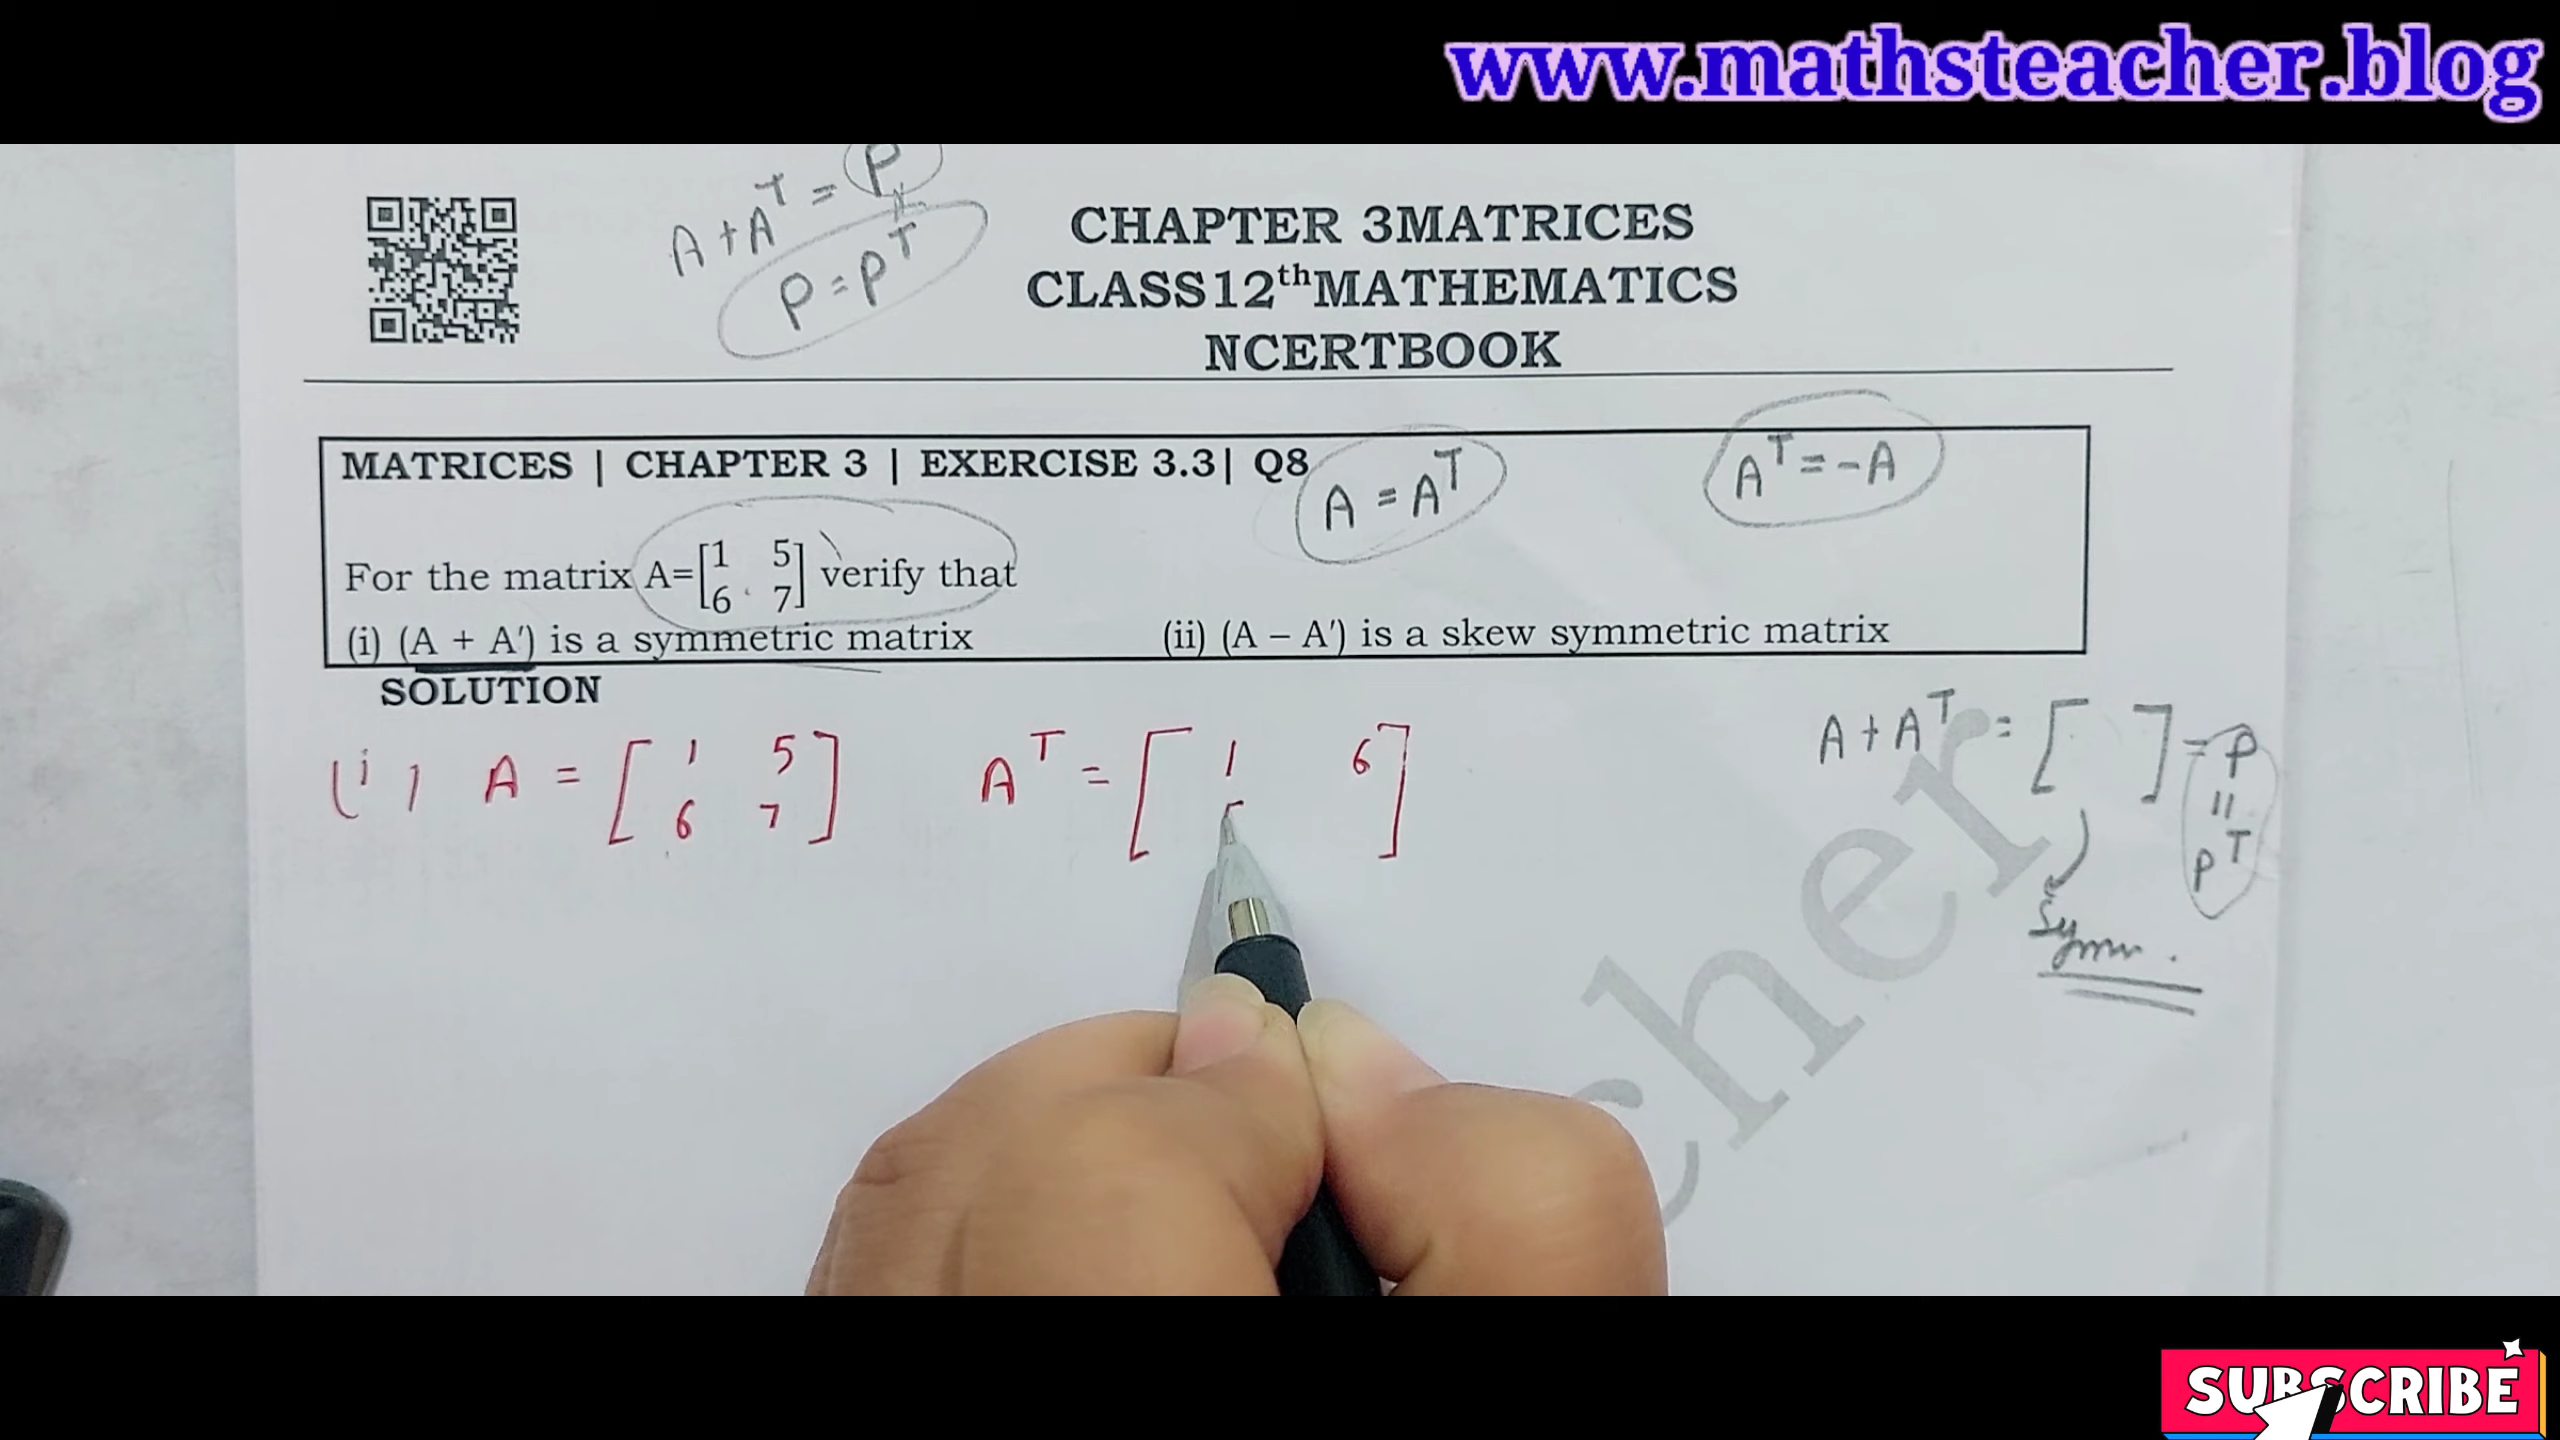 www.mathsteacher.blog
A + A^T = P
P = P^T
CHAPTER 3MATRICES
CLASS12thMATHEMATICS
NCERTBOOK
MATRICES | CHAPTER 3 | EXERCISE 3.3| Q8
A = A^T
A^T = -A
For the matrix A=[1 5
6 7] verify that
(i) (A + A′) is a symmetric matrix
(ii) (A – A′) is a skew symmetric matrix
SOLUTION
(i) A = [1 5
6 7]
A^T = [1 6
A + A^T = [ ] = P
=
P^T
Symm.
cher
SUBSCRIBE